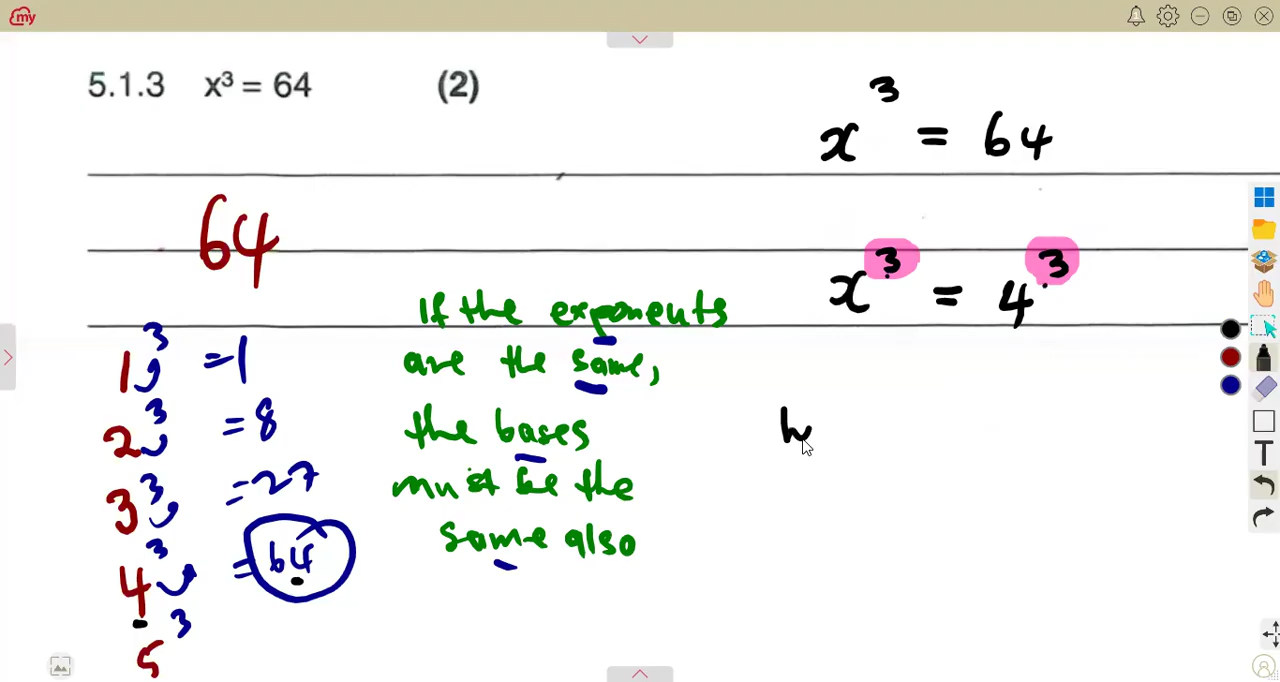 my
5.1.3 x³ = 64 (2)
x³ = 64
64
x³ = 4³
If the exponents
are the same,
the bases
must be the
same also
1³ = 1
2³ = 8
3³ = 27
4³ = 64
5³
h
T